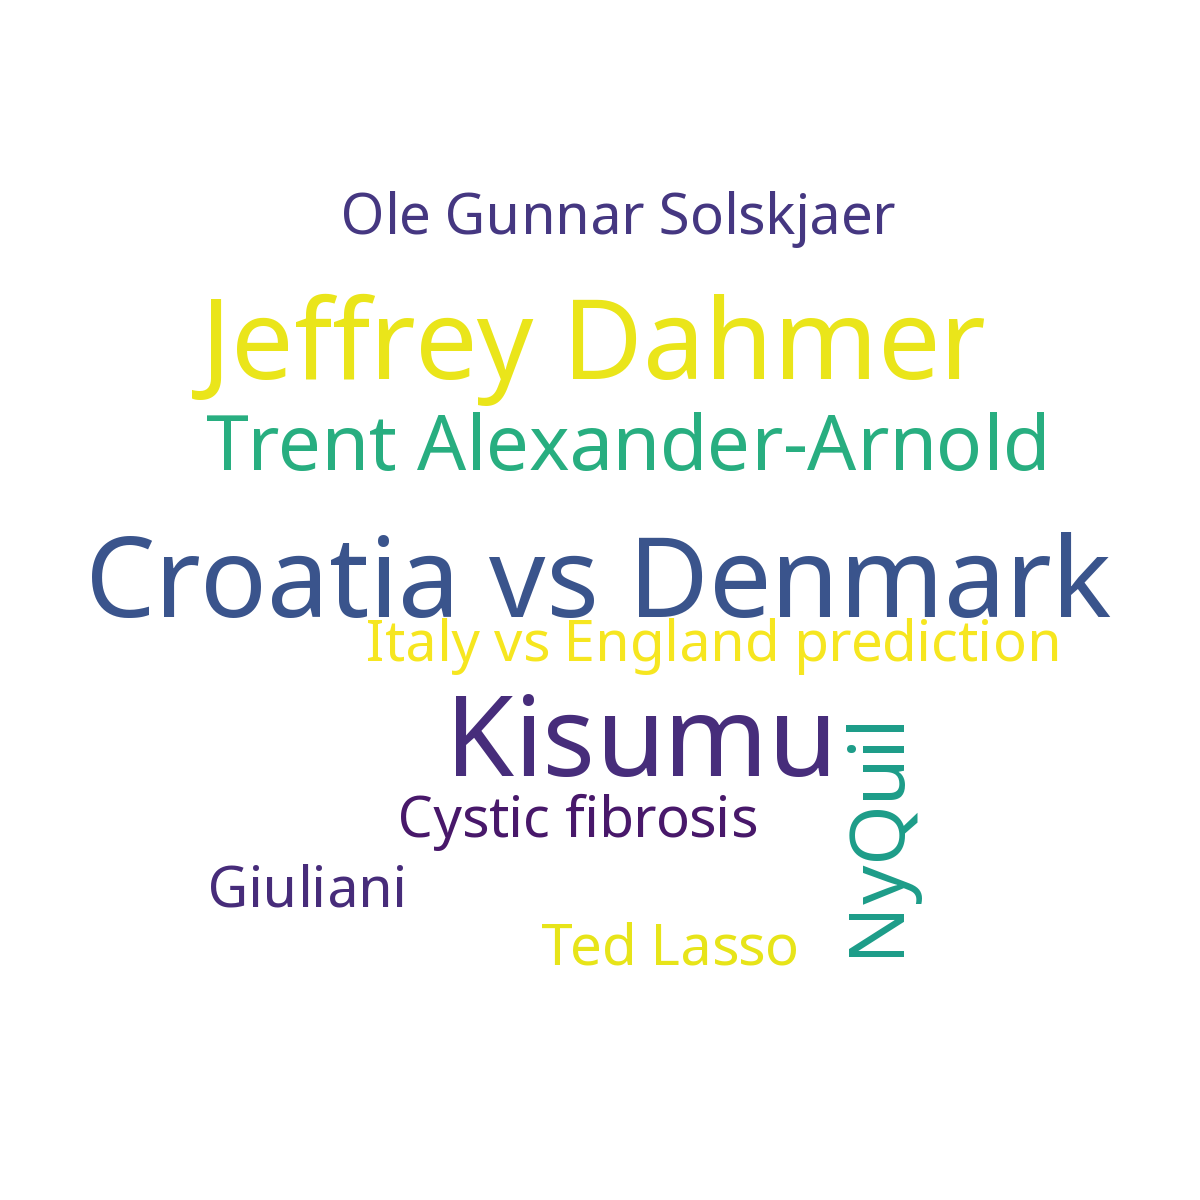 Ole Gunnar Solskjaer
Jeffrey Dahmer
Trent Alexander-Arnold
Croatia vs Denmark
Italy vs England prediction
Kisumu
NyQuil
Cystic fibrosis
Giuliani
Ted Lasso